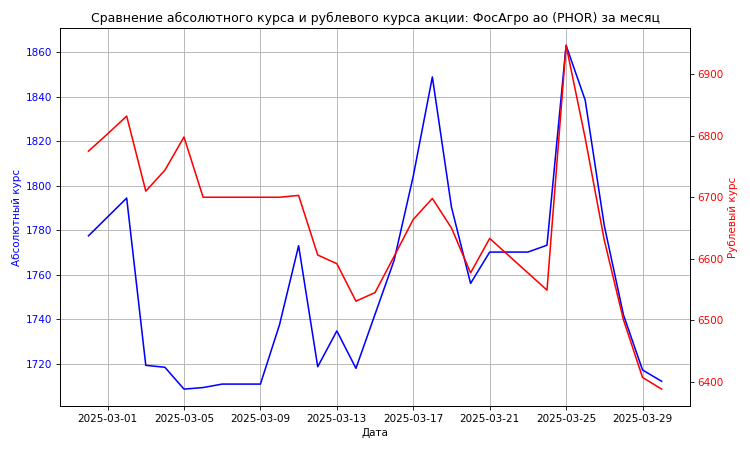 Сравнение абсолютного курса и рублевого курса акции: ФосАгро ао (PHOR) за месяц
Абсолютный курс
1860
1840
1820
1800
1780
1760
1740
1720
6900
6800
6700
6600
6500
6400
Рублевый курс
2025-03-01 2025-03-05 2025-03-09 2025-03-13 2025-03-17 2025-03-21 2025-03-25 2025-03-29
Дата